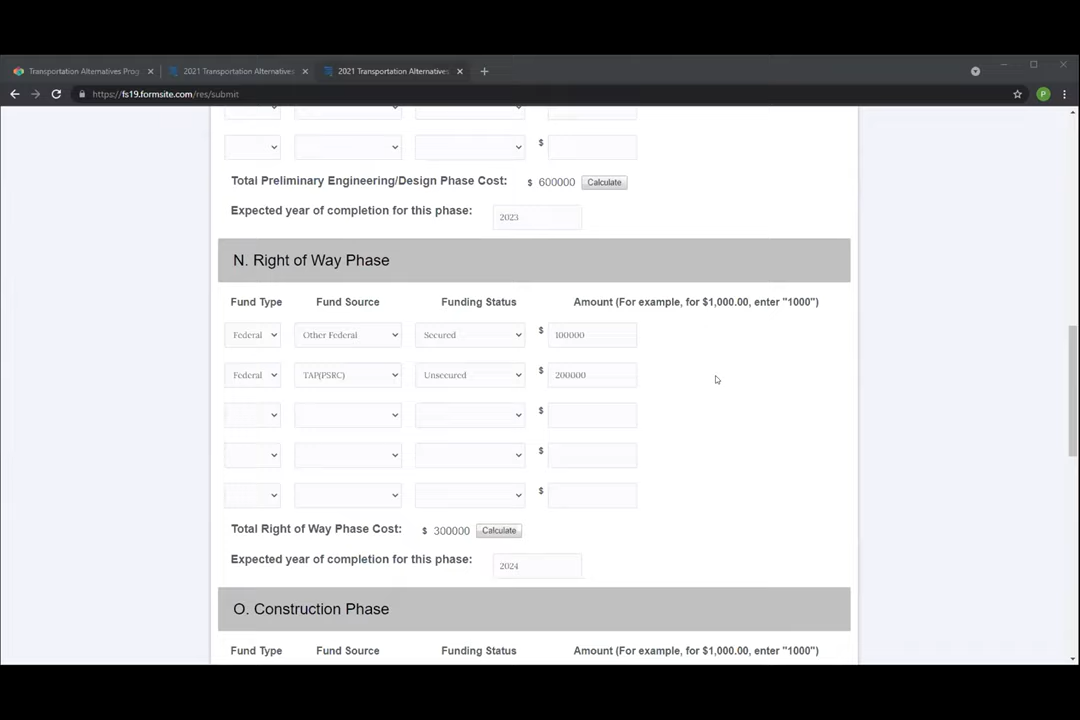 Transportation Alternatives Prog
2021 Transportation Alternatives
2021 Transportation Alternatives
https://fs19.formsite.com/res/submit
P
$
Total Preliminary Engineering/Design Phase Cost: $ 600000 Calculate
Expected year of completion for this phase: 2023
N. Right of Way Phase
Fund Type Fund Source Funding Status Amount (For example, for $1,000.00, enter "1000")
Federal Other Federal Secured $ 100000
Federal TAP(PSRC) Unsecured $ 200000
$
$
$
Total Right of Way Phase Cost: $ 300000 Calculate
Expected year of completion for this phase: 2024
O. Construction Phase
Fund Type Fund Source Funding Status Amount (For example, for $1,000.00, enter "1000")